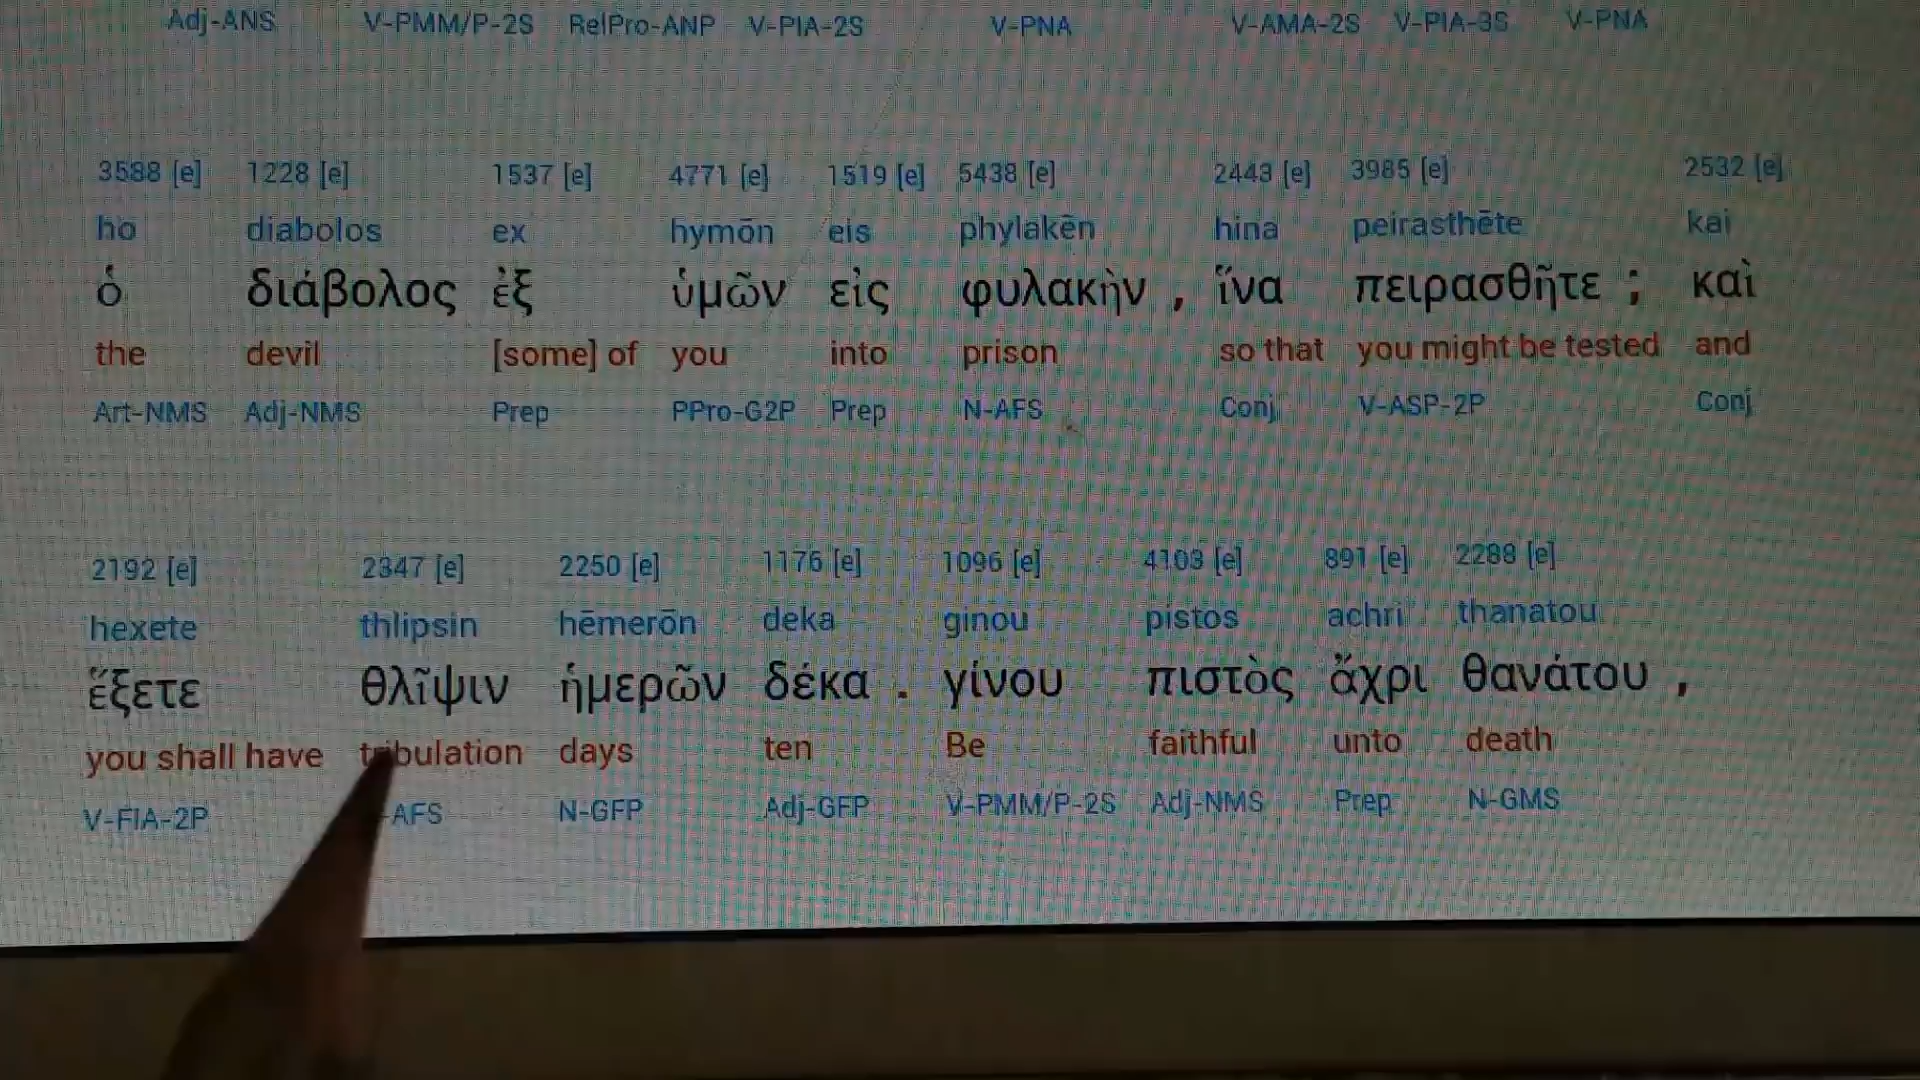 Adj-ANS V-PMM/P-2S RelPro-ANP V-PIA-2S V-PNA V-AMA-2S V-PIA-3S V-PNA
3588 [e] 1228 [e] 1537 [e] 4771 [e] 1519 [e] 5438 [e] 2443 [e] 3985 [e] 2532 [e]
ho diabolos ex hymōn eis phylakēn hina peirasthēte kai
ὁ διάβολος ἐξ ὑμῶν εἰς φυλακὴν , ἵνα πειρασθῆτε ; καὶ
the devil [some] of you into prison so that you might be tested and
Art-NMS Adj-NMS Prep PPro-G2P Prep N-AFS Conj V-ASP-2P Conj
2192 [e] 2347 [e] 2250 [e] 1176 [e] 1096 [e] 4103 [e] 891 [e] 2288 [e]
hexete thlipsin hēmerōn deka ginou pistos achri thanatou
ἕξετε θλῖψιν ἡμερῶν δέκα . γίνου πιστὸς ἄχρι θανάτου ,
you shall have tribulation days ten Be faithful unto death
V-FIA-2P -AFS N-GFP Adj-GFP V-PMM/P-2S Adj-NMS Prep N-GMS